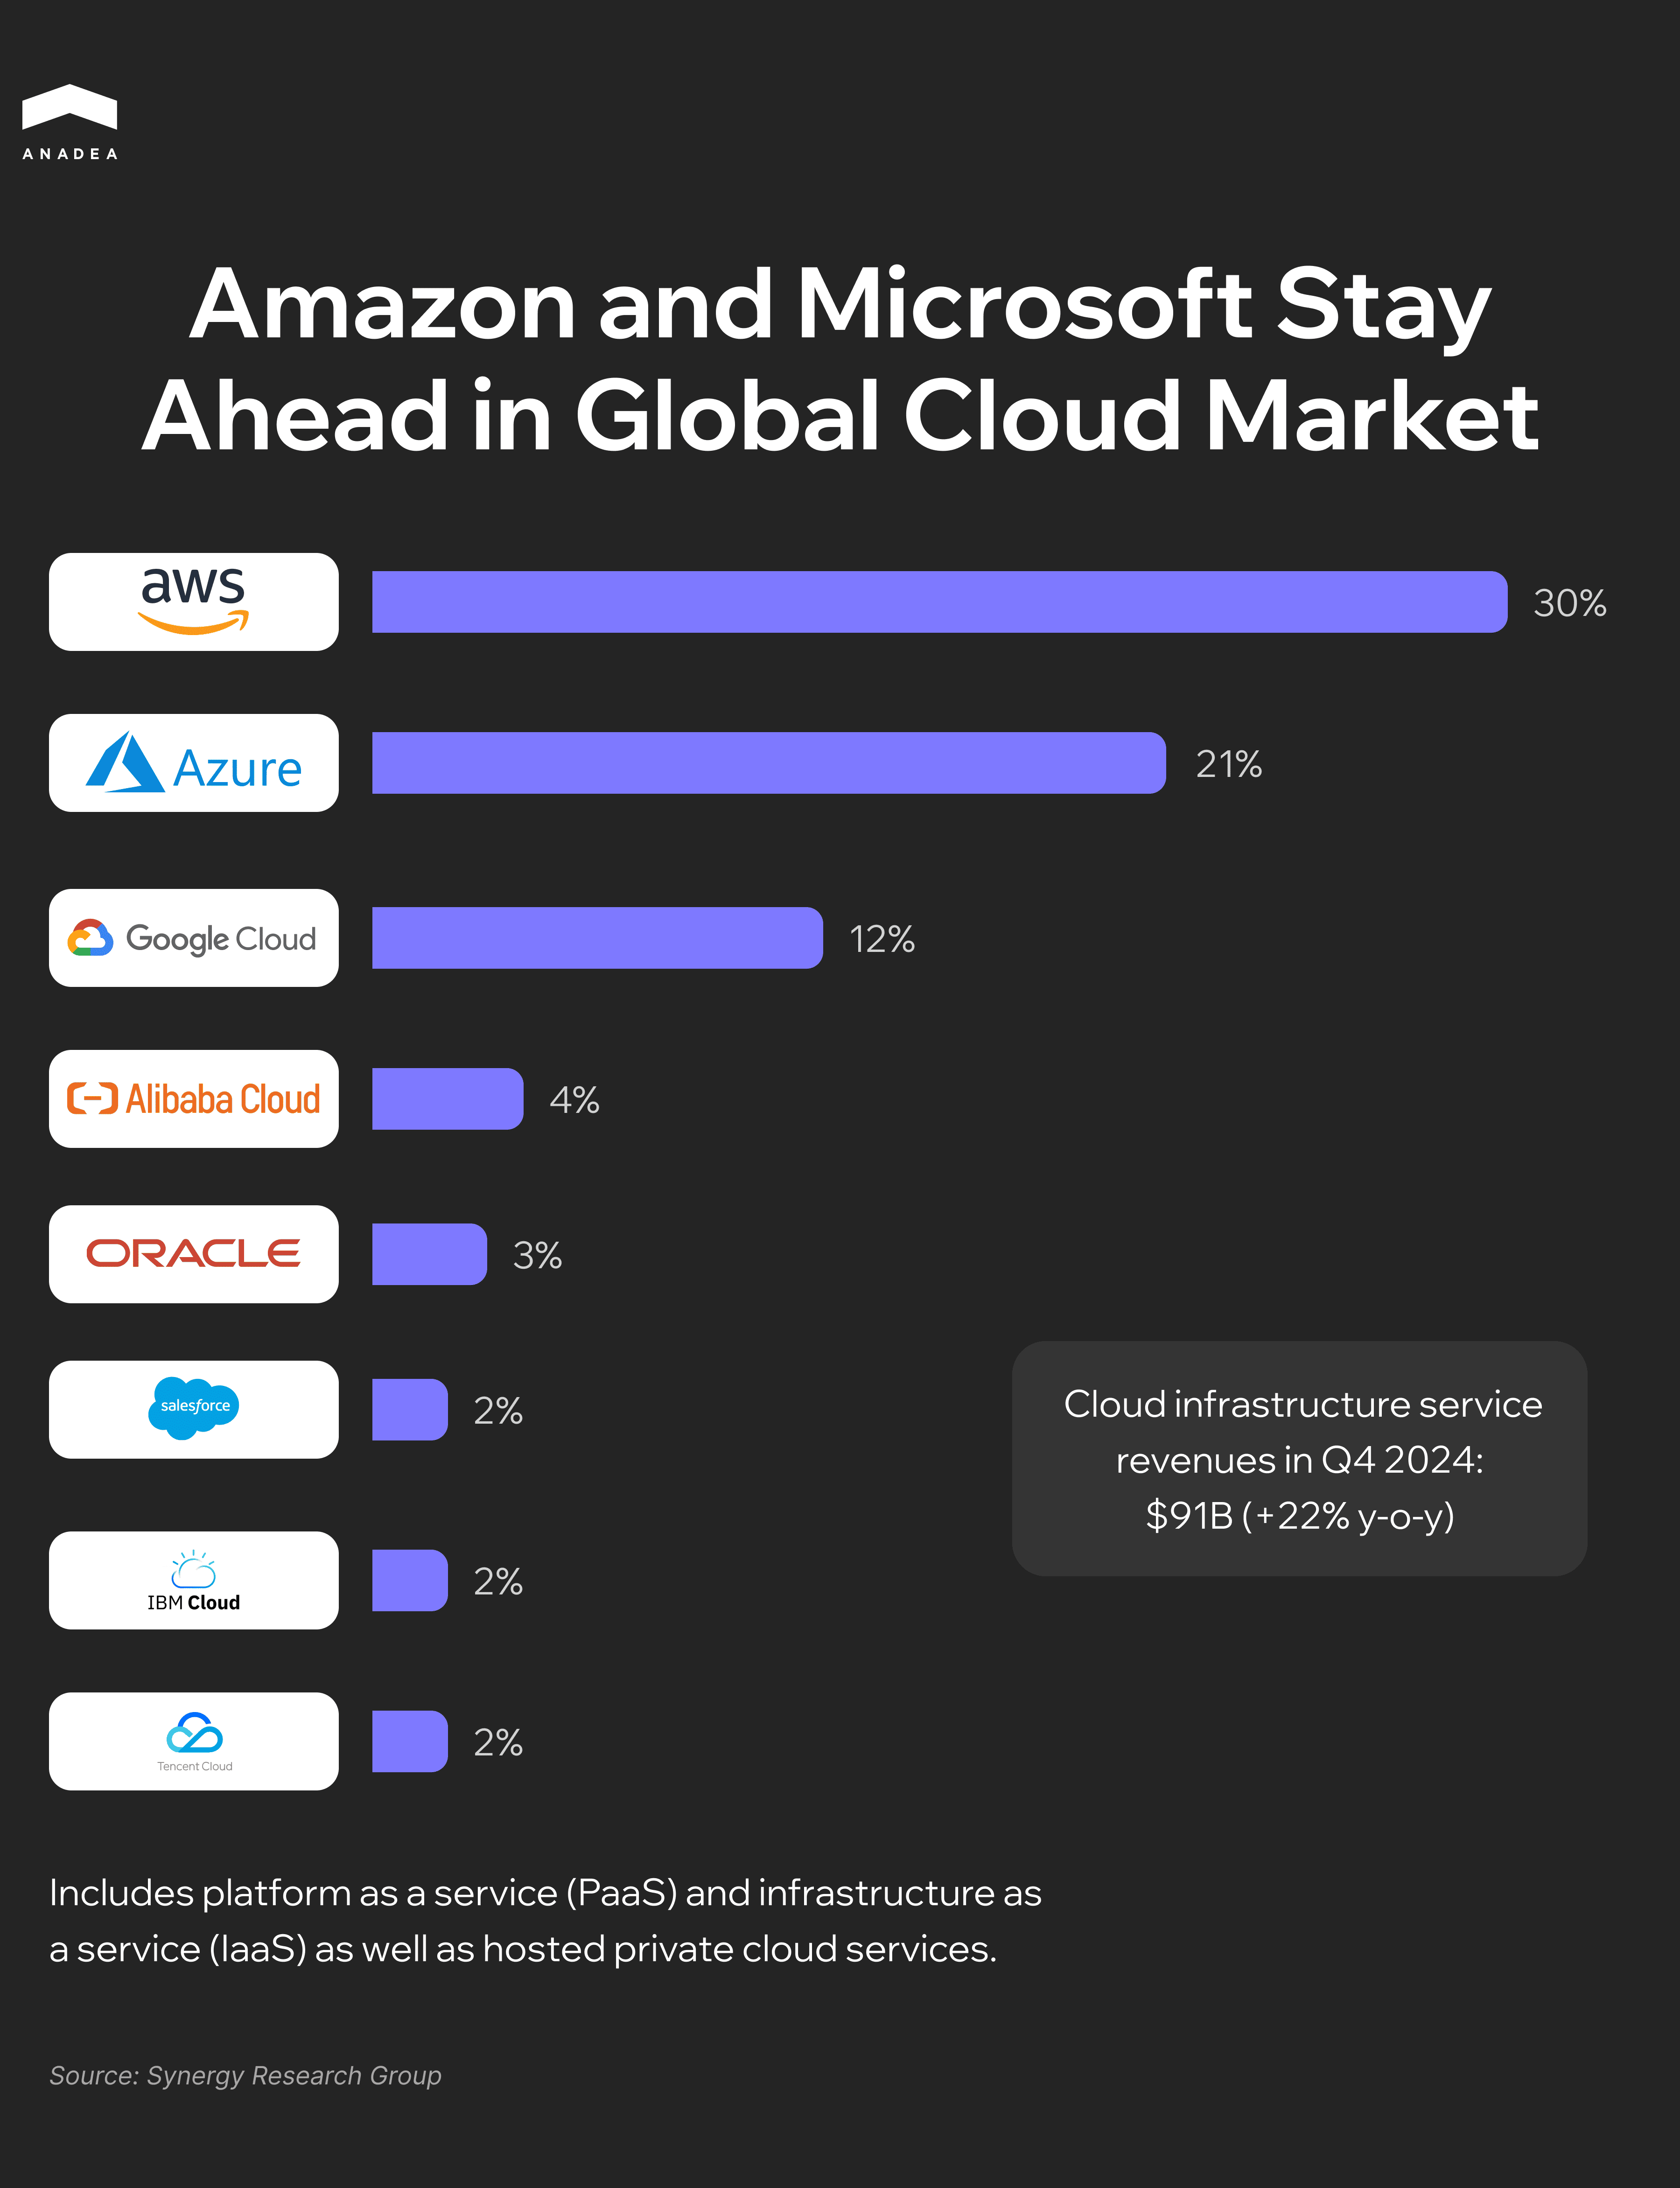 ANADEA
Amazon and Microsoft Stay
Ahead in Global Cloud Market
aws
30%
Azure
21%
Google Cloud
12%
Alibaba Cloud
4%
ORACLE
3%
salesforce
2%
IBM Cloud
2%
Tencent Cloud
2%
Cloud infrastructure service
revenues in Q4 2024:
$91B (+22% y-o-y)
Includes platform as a service (PaaS) and infrastructure as
a service (IaaS) as well as hosted private cloud services.
Source: Synergy Research Group